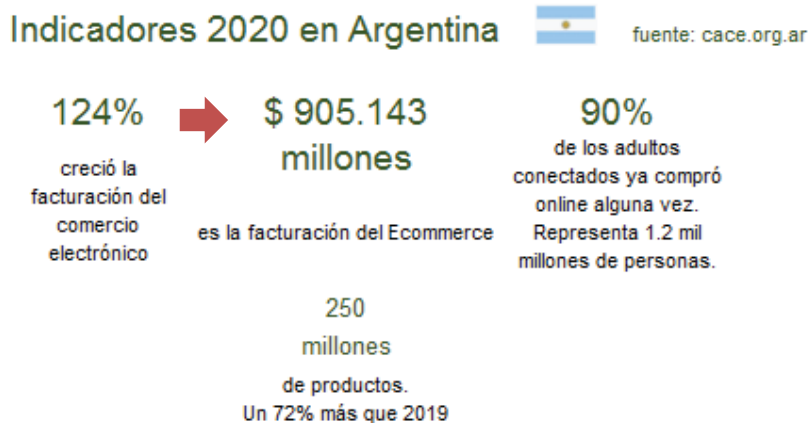 Indicadores 2020 en Argentina
fuente: cace.org.ar
124%
creció la
facturación del
comercio
electrónico
$ 905.143
millones
es la facturación del Ecommerce
90%
de los adultos
conectados ya compró
online alguna vez.
Representa 1.2 mil
millones de personas.
250
millones
de productos.
Un 72% más que 2019